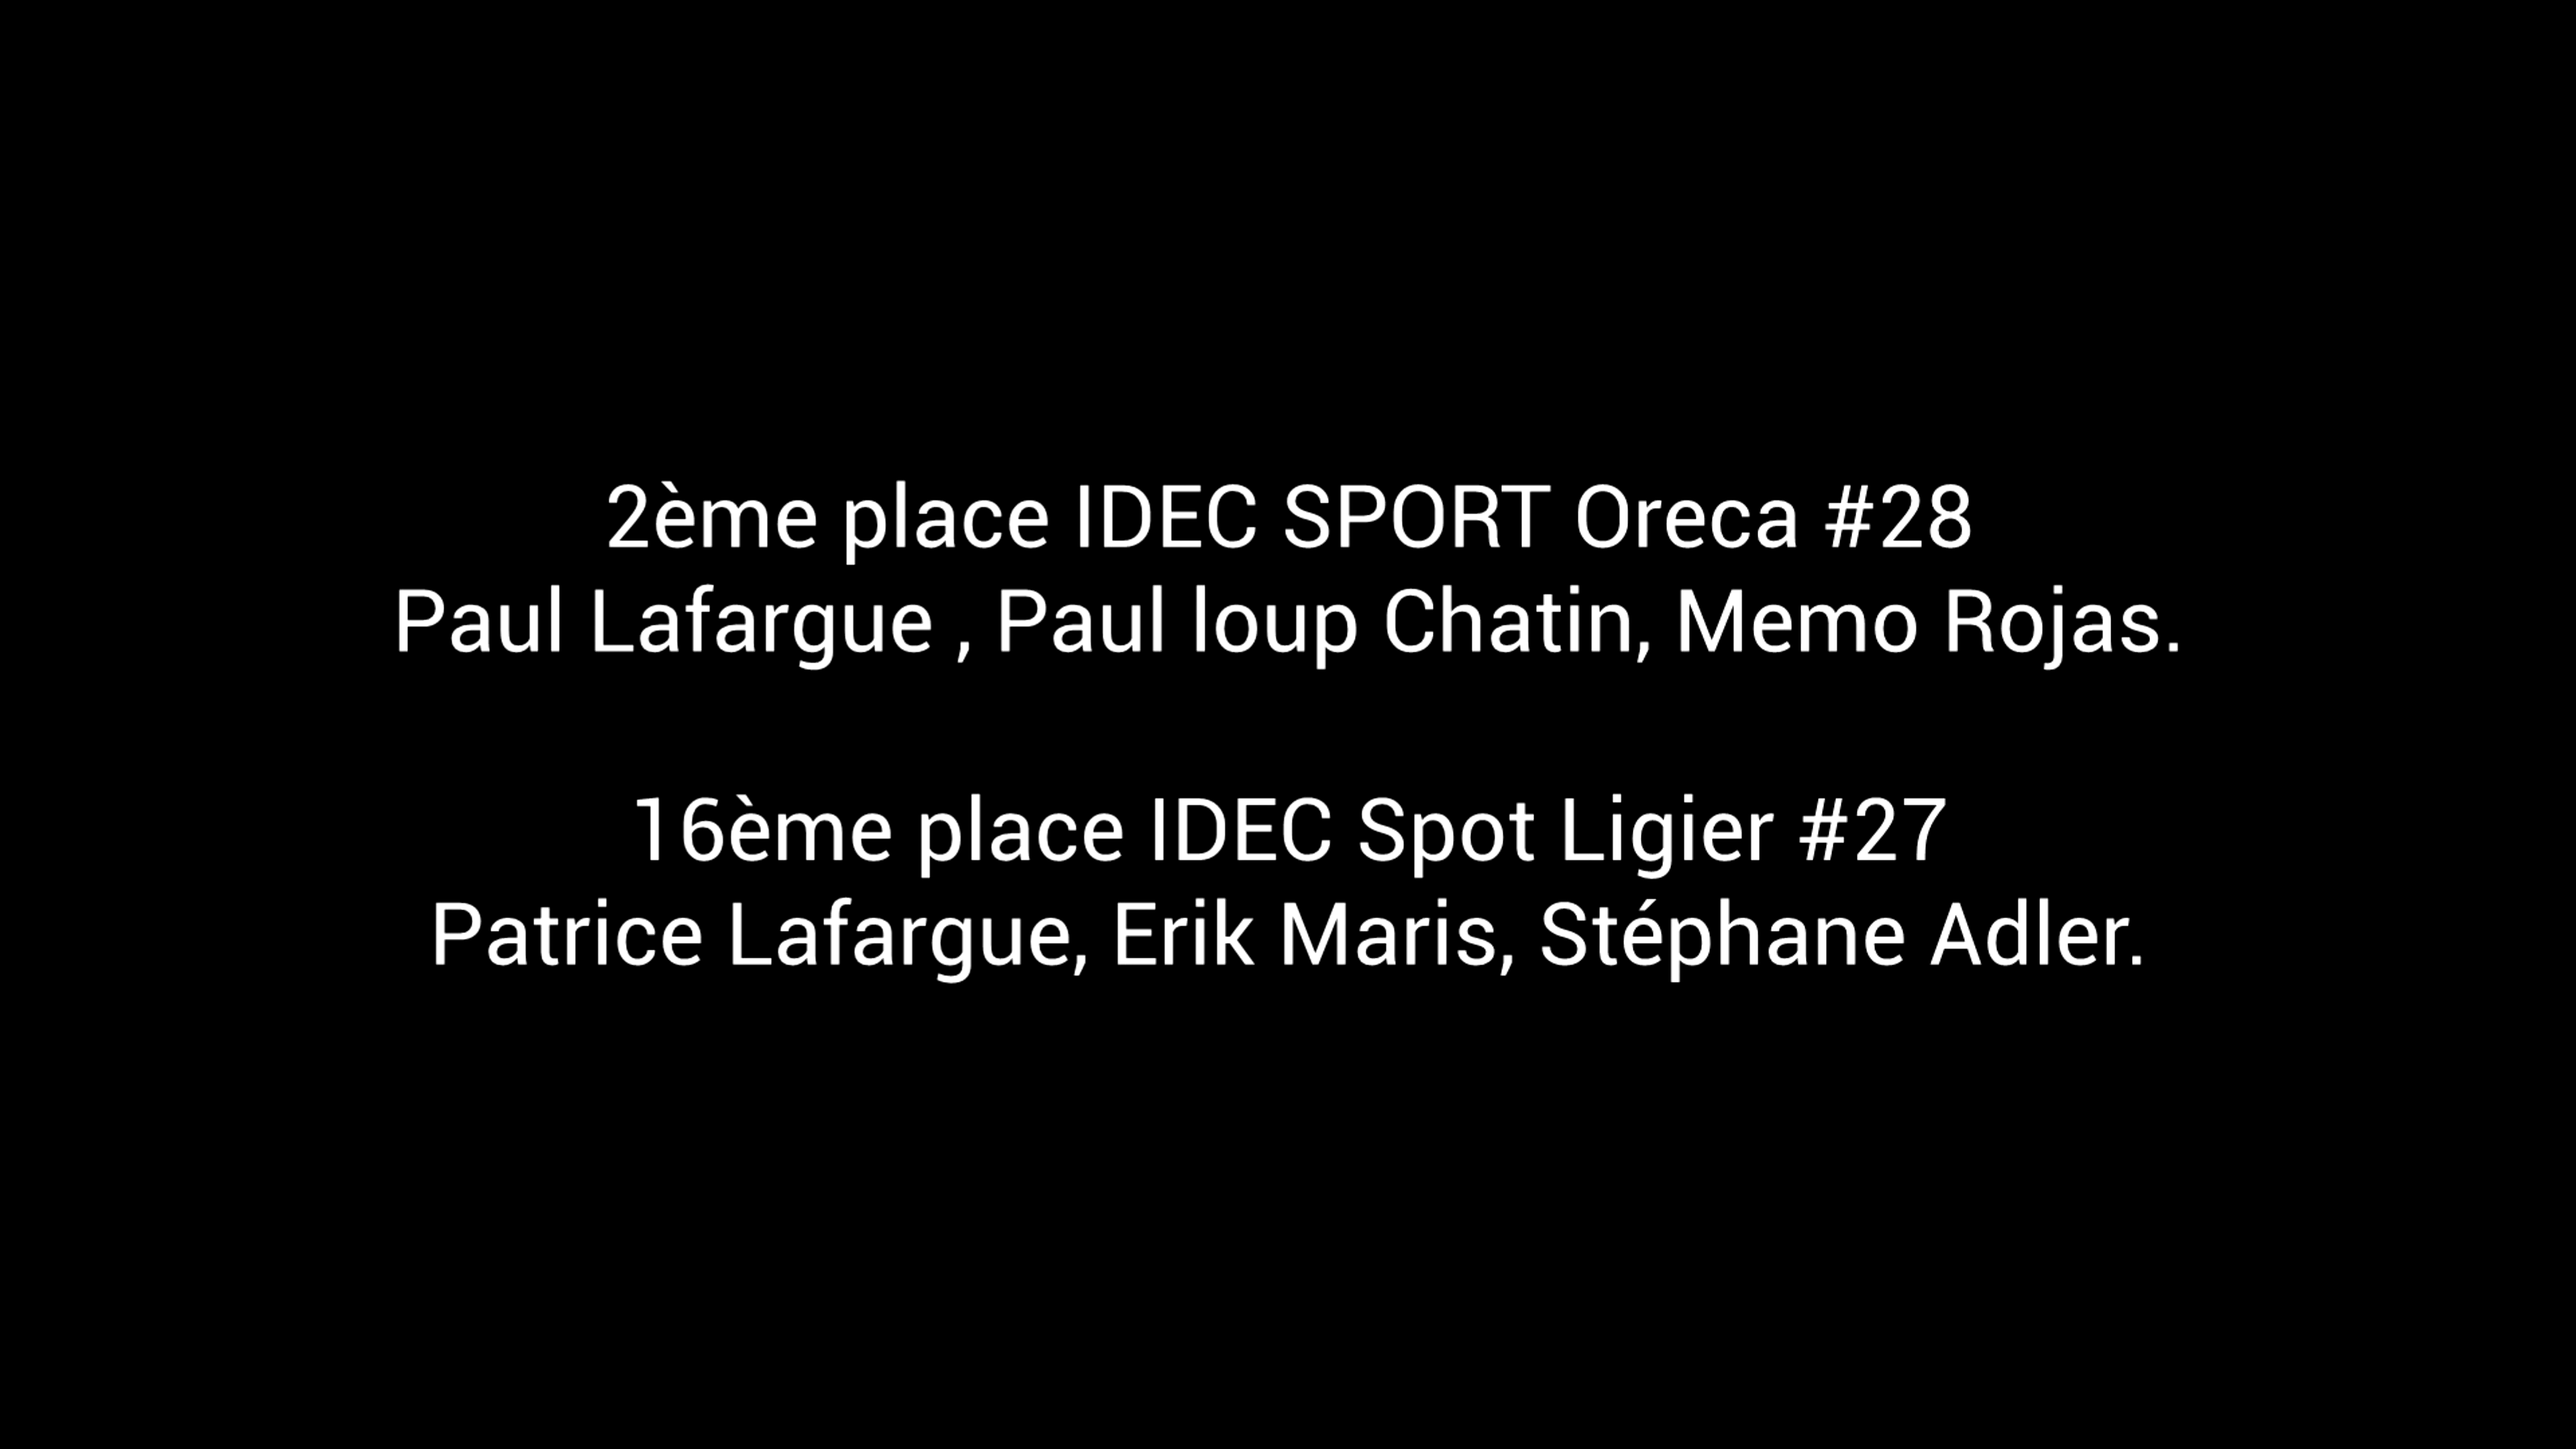 2ème place IDEC SPORT Oreca #28
Paul Lafargue , Paul loup Chatin, Memo Rojas.
16ème place IDEC Spot Ligier #27
Patrice Lafargue, Erik Maris, Stéphane Adler.